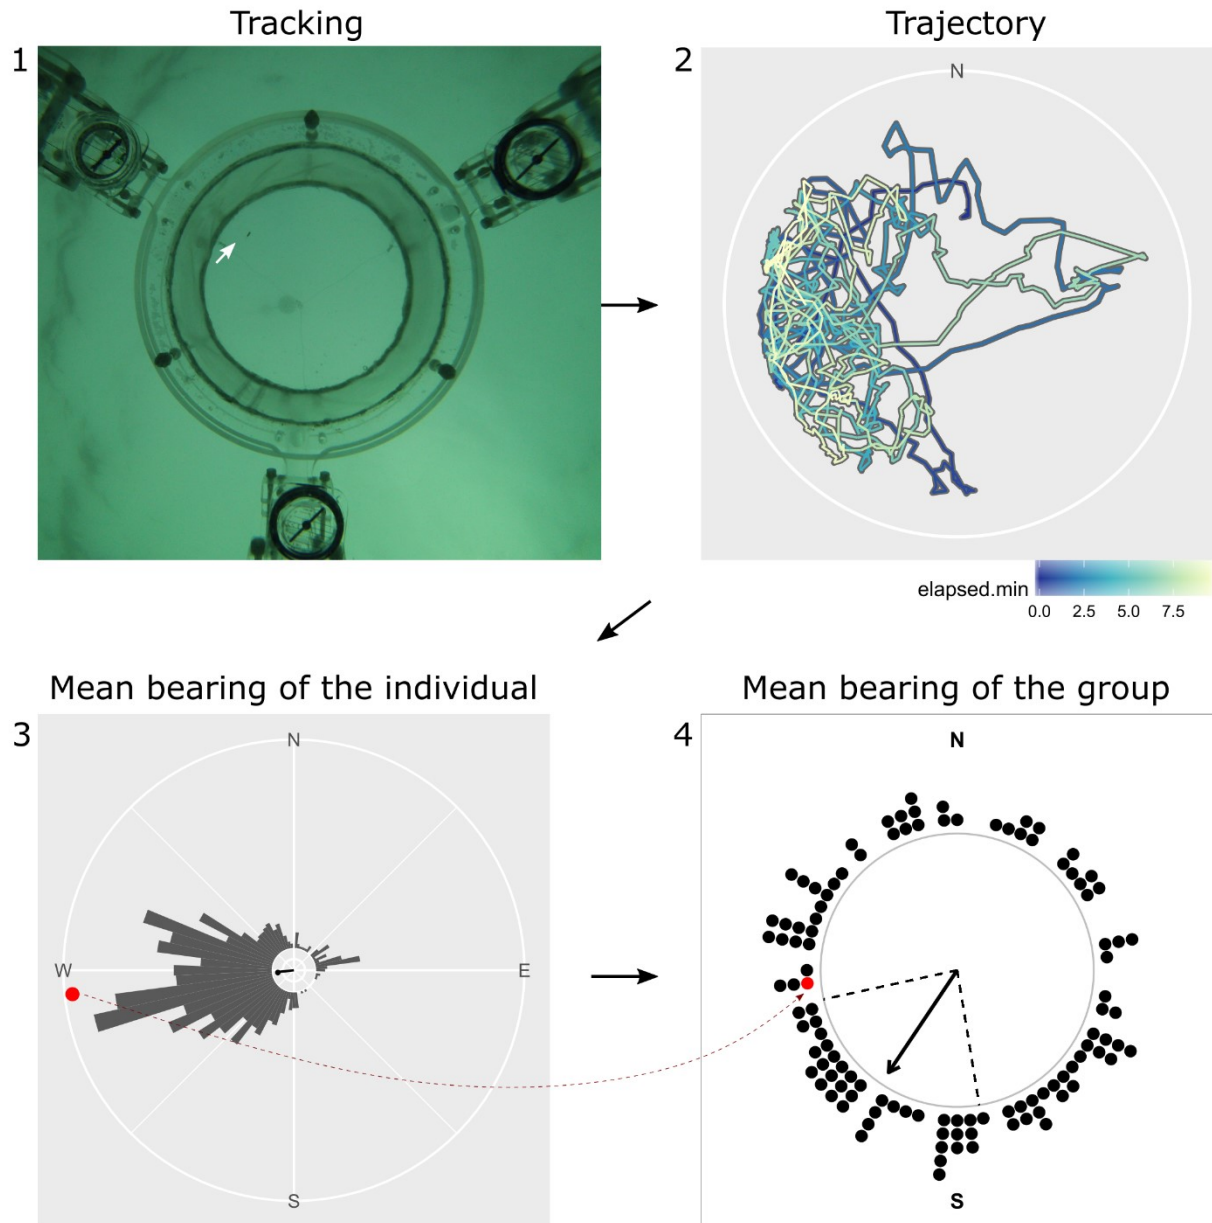 Tracking
1
Trajectory
2
N
elapsed.min
0.0 2.5 5.0 7.5
Mean bearing of the individual
3
N
W
E
S
Mean bearing of the group
4
N
S